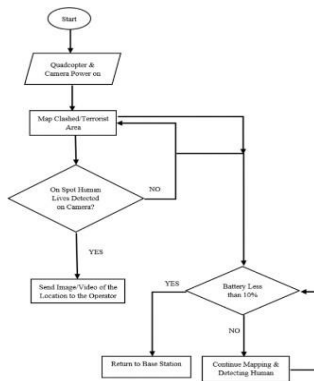 Start
Quadcopter &
Camera Power on
Map Clashed/Terrorest
Area
On Spot Human
Lives Detected
on Camera?
NO
YES
Send Image/Video of the
Location to the Operator
Battery Less
than 10%
YES
NO
Return to Base Station
Continue Mapping &
Detecting Human